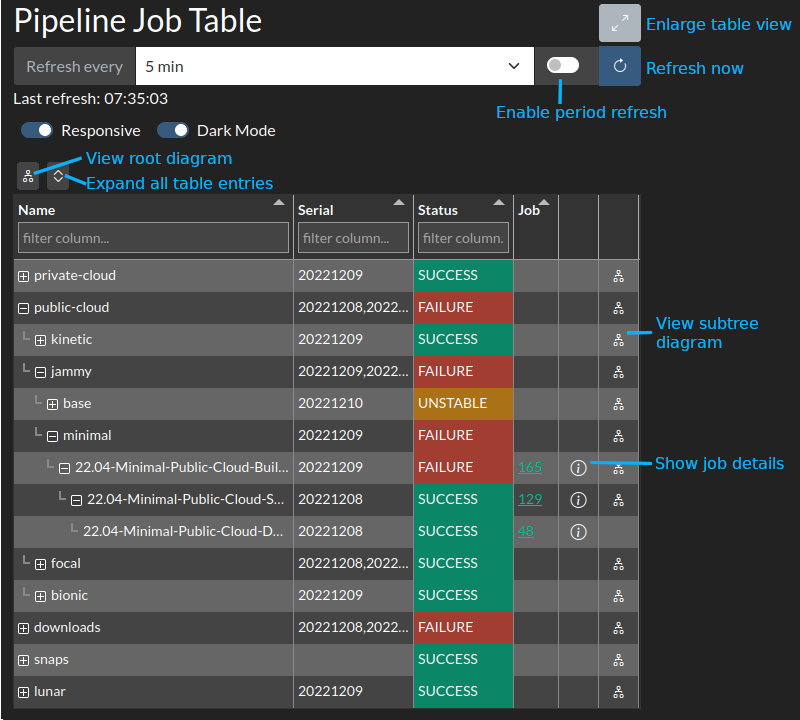 Pipeline Job Table
Enlarge table view
Refresh every 5 min
Refresh now
Last refresh: 07:35:03
Enable period refresh
Responsive Dark Mode
View root diagram
Expand all table entries
Name Serial Status Job
filter column... filter column... filter column.
private-cloud 20221209 SUCCESS
public-cloud 20221208,2022... FAILURE
kinetic 20221209 SUCCESS
View subtree
diagram
jammy 20221209,2022... FAILURE
base 20221210 UNSTABLE
minimal 20221209 FAILURE
22.04-Minimal-Public-Cloud-Buil... 20221209 FAILURE 165
Show job details
22.04-Minimal-Public-Cloud-S... 20221208 SUCCESS 129
22.04-Minimal-Public-Cloud-D... 20221208 SUCCESS 48
focal 20221209,2022... SUCCESS
bionic 20221209 SUCCESS
downloads 20221208,2022... FAILURE
snaps SUCCESS
lunar 20221209 SUCCESS